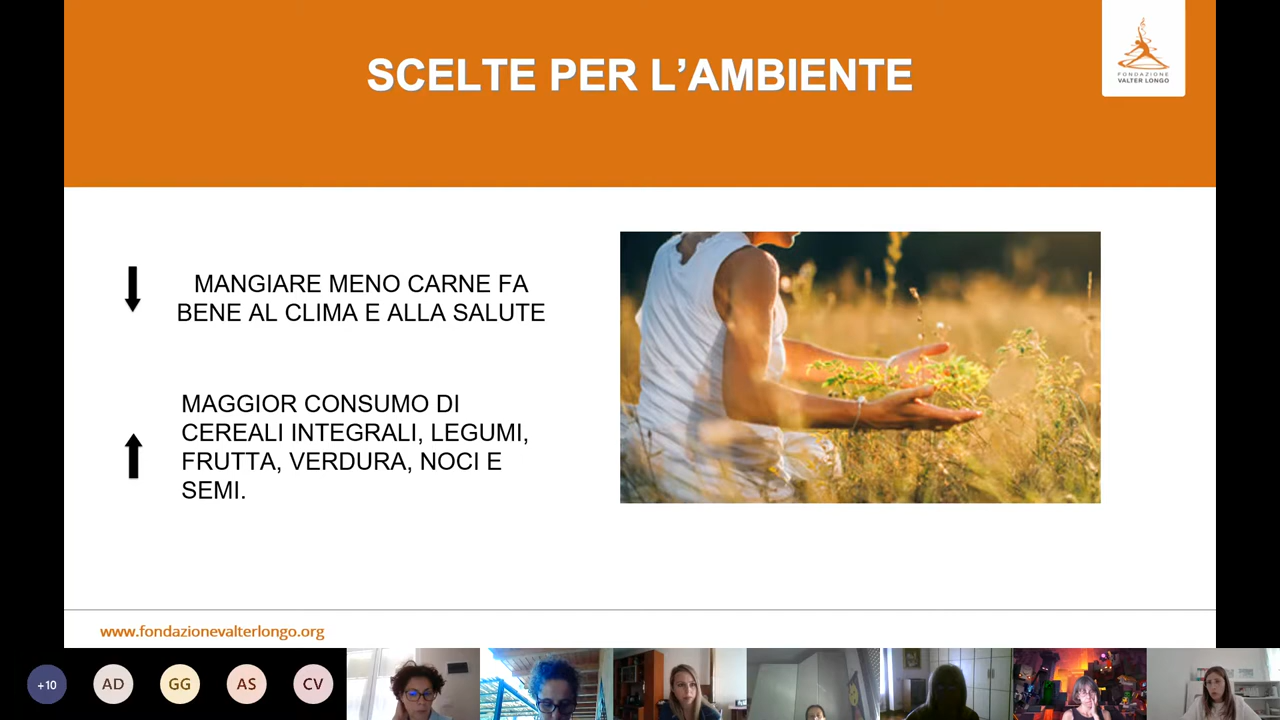 SCELTE PER L’AMBIENTE
FONDAZIONE
VALTER LONGO
MANGIARE MENO CARNE FA
BENE AL CLIMA E ALLA SALUTE
MAGGIOR CONSUMO DI
CEREALI INTEGRALI, LEGUMI,
FRUTTA, VERDURA, NOCI E
SEMI.
www.fondazionevalterlongo.org
+10
AD
GG
AS
CV